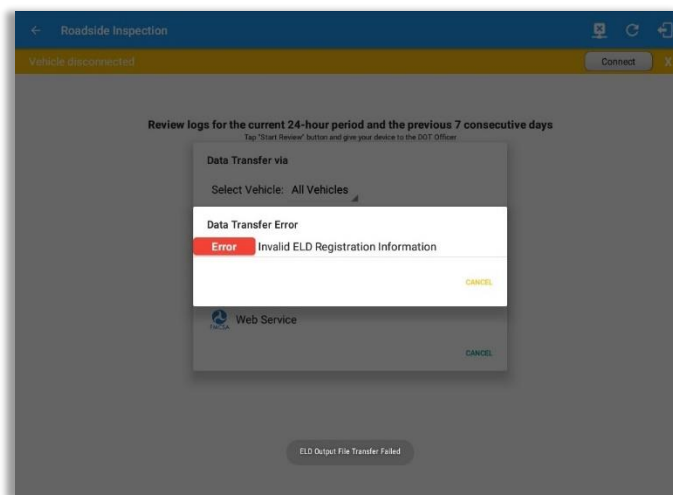 Roadside Inspection
Vehicle disconnected
Connect
X
Review logs for the current 24-hour period and the previous 7 consecutive days
Tap "Start Review" button and give your device to the DOT Officer
Data Transfer via
Select Vehicle: All Vehicles
Data Transfer Error
Error Invalid ELD Registration Information
CANCEL
FMCSA Web Service
CANCEL
ELD Output File Transfer Failed